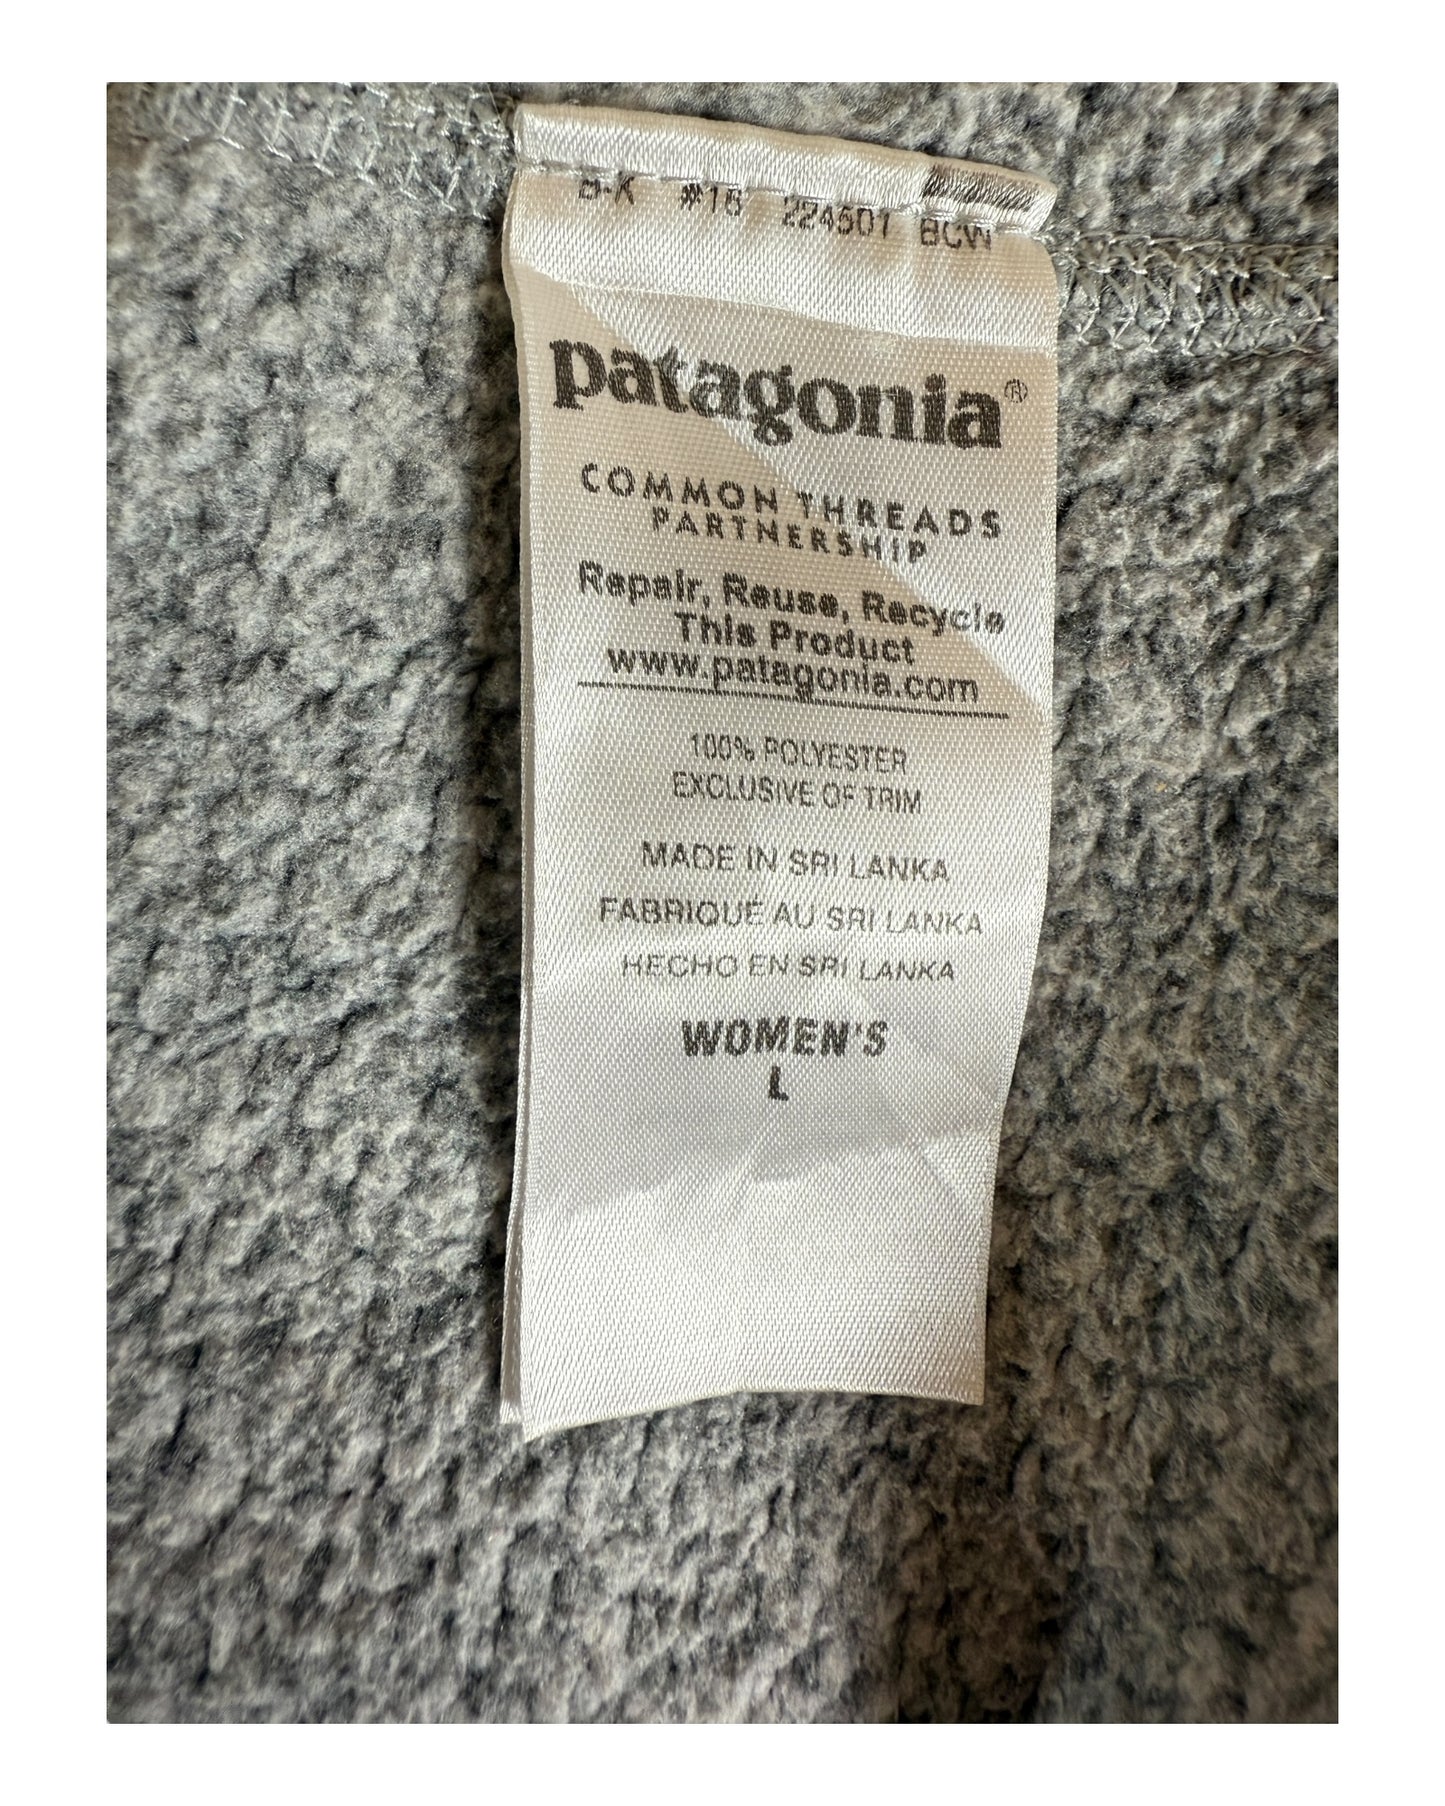 B-K #16 224501 BCW
patagonia®
COMMON THREADS
PARTNERSHIP
Repair, Reuse, Recycle
This Product
www.patagonia.com
100% POLYESTER
EXCLUSIVE OF TRIM
MADE IN SRI LANKA
FABRIQUÉ AU SRI LANKA
HECHO EN SRI LANKA
WOMEN'S
L